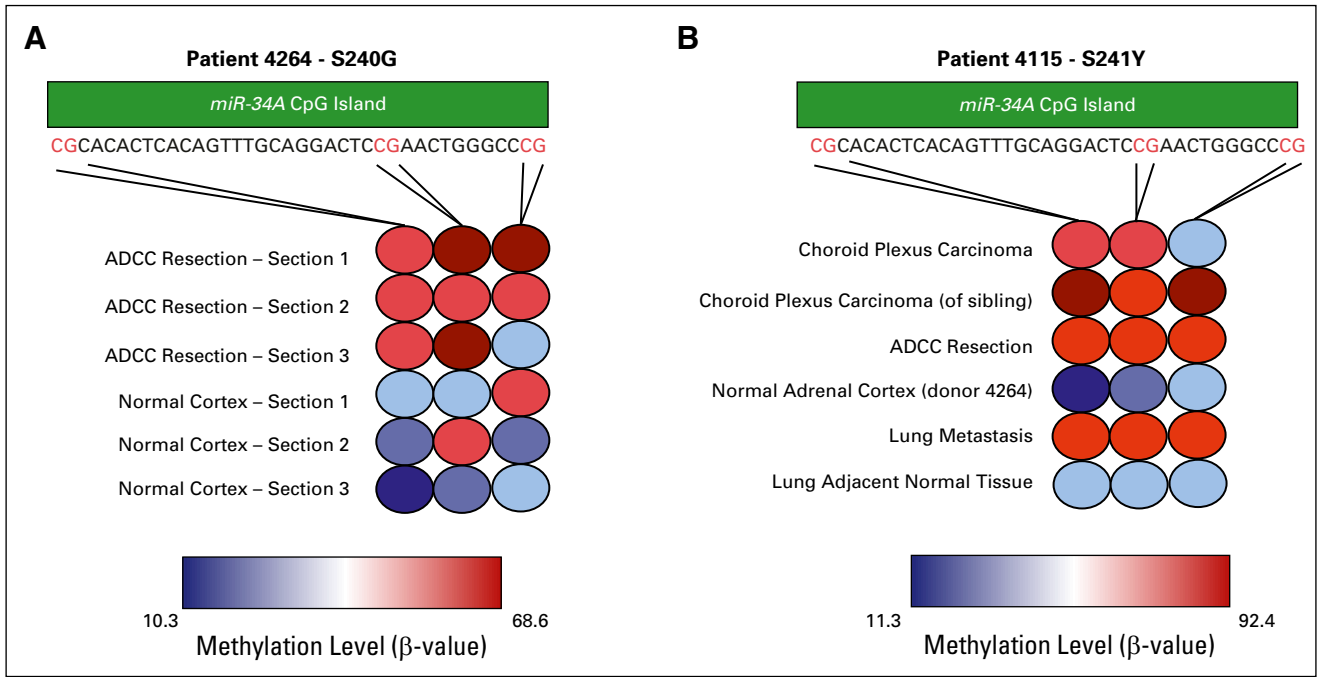 A
Patient 4264 - S240G
miR-34A CpG Island
CGCACACTCACAGTTTGCAGGACTCCGAACTGGGCCCG
ADCC Resection – Section 1
ADCC Resection – Section 2
ADCC Resection – Section 3
Normal Cortex – Section 1
Normal Cortex – Section 2
Normal Cortex – Section 3
10.3
68.6
Methylation Level (β-value)
B
Patient 4115 - S241Y
miR-34A CpG Island
CGCACACTCACAGTTTGCAGGACTCCGAACTGGGCCCG
Choroid Plexus Carcinoma
Choroid Plexus Carcinoma (of sibling)
ADCC Resection
Normal Adrenal Cortex (donor 4264)
Lung Metastasis
Lung Adjacent Normal Tissue
11.3
92.4
Methylation Level (β-value)